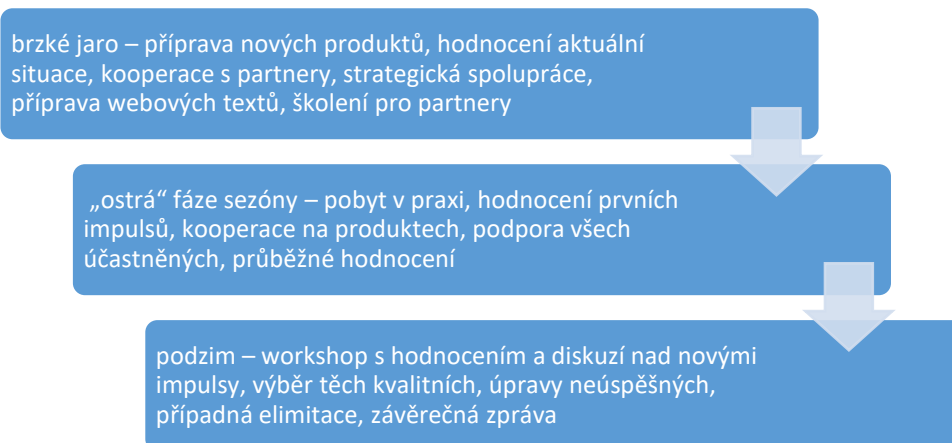 brzké jaro – příprava nových produktů, hodnocení aktuální
situace, kooperace s partnery, strategická spolupráce,
příprava webových textů, školení pro partnery
„ostrá“ fáze sezóny – pobyt v praxi, hodnocení prvních
impulsů, kooperace na produktech, podpora všech
účastněných, průběžné hodnocení
podzim – workshop s hodnocením a diskuzí nad novými
impulsy, výběr těch kvalitních, úpravy neúspěšných,
případná elimitace, závěrečná zpráva